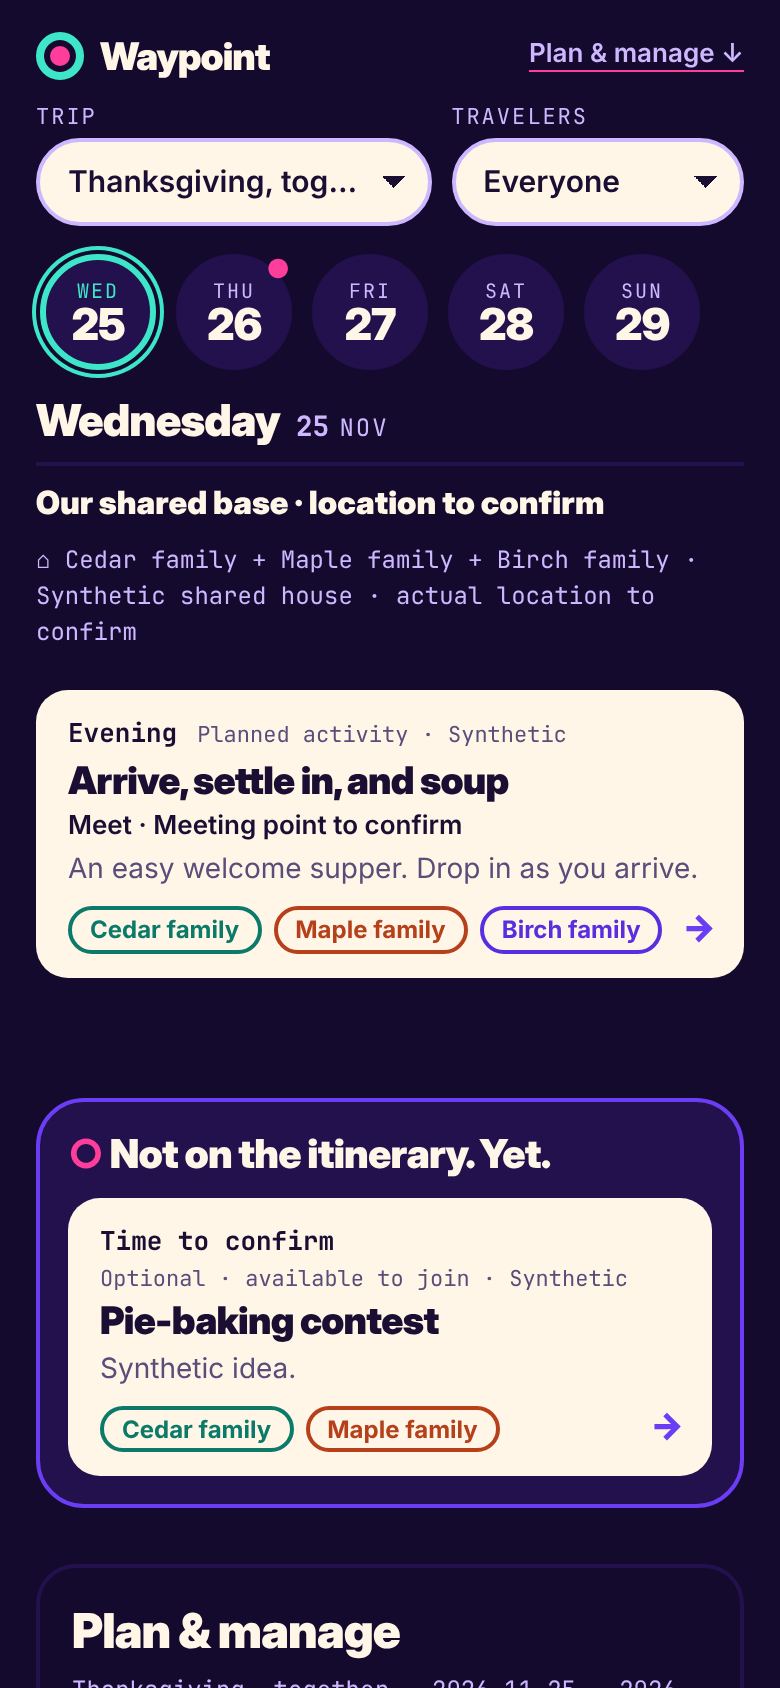 Waypoint
Plan & manage ↓
TRIP
TRAVELERS
Thanksgiving, tog...
Everyone
WED
25
THU
26
FRI
27
SAT
28
SUN
29
Wednesday 25 NOV
Our shared base · location to confirm
⌂ Cedar family + Maple family + Birch family ·
Synthetic shared house · actual location to
confirm
Evening Planned activity · Synthetic
Arrive, settle in, and soup
Meet · Meeting point to confirm
An easy welcome supper. Drop in as you arrive.
Cedar family Maple family Birch family →
Not on the itinerary. Yet.
Time to confirm
Optional · available to join · Synthetic
Pie-baking contest
Synthetic idea.
Cedar family Maple family →
Plan & manage